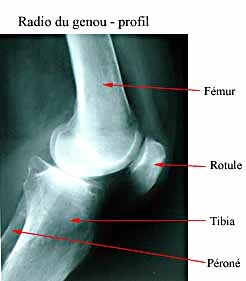 Radio du genou - profil
Fémur
Rotule
Tibia
Péroné